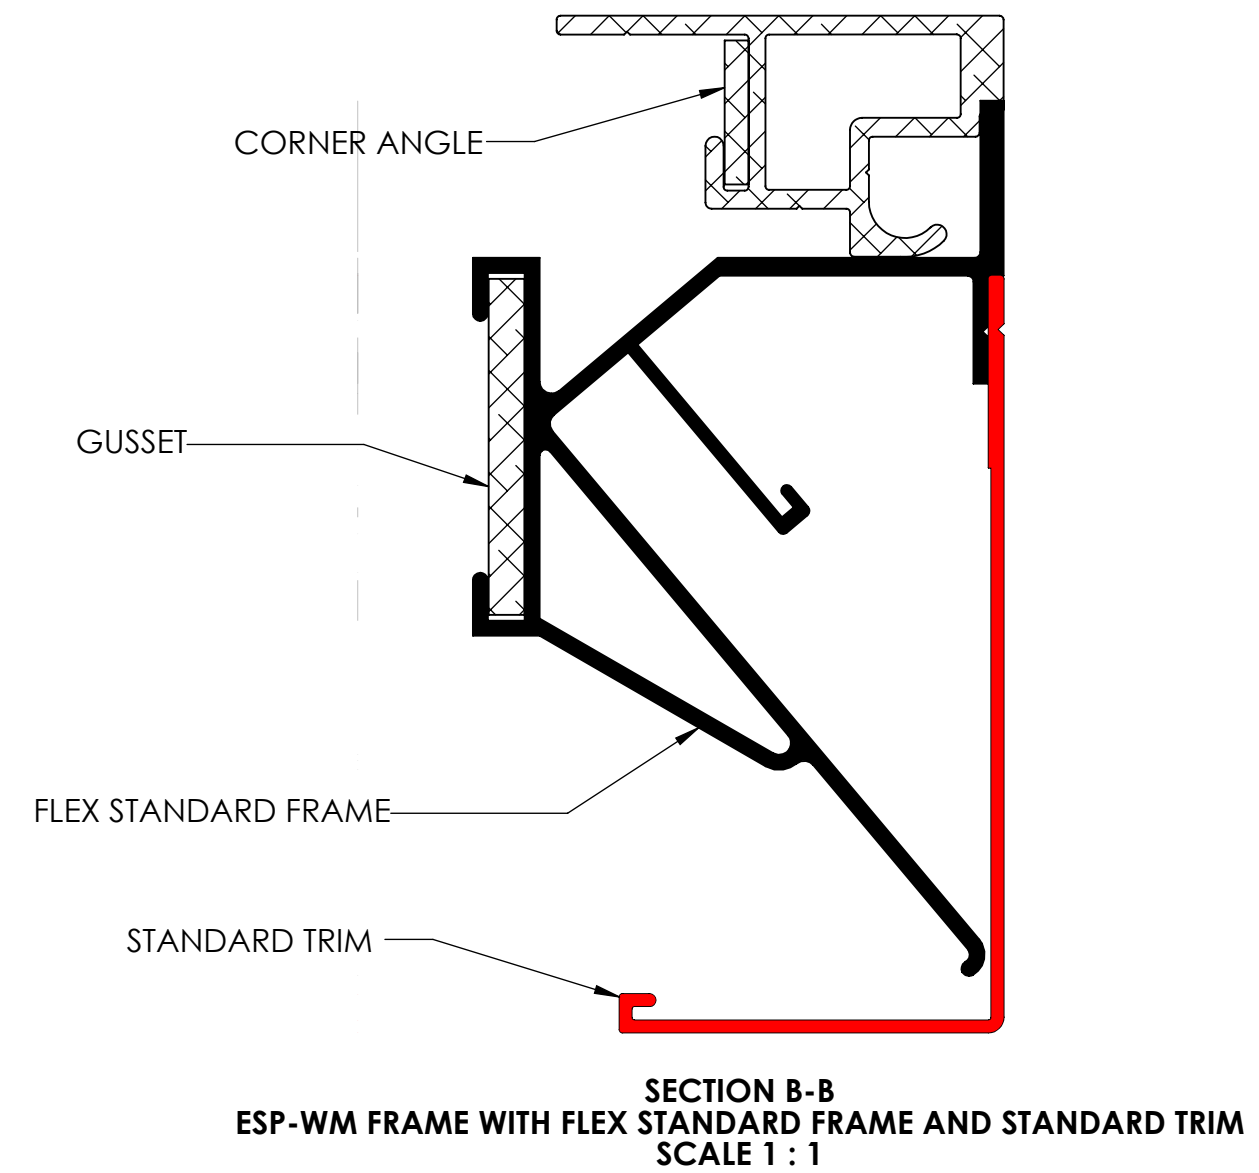 CORNER ANGLE
GUSSET
FLEX STANDARD FRAME
STANDARD TRIM
SECTION B-B
ESP-WM FRAME WITH FLEX STANDARD FRAME AND STANDARD TRIM
SCALE 1 : 1